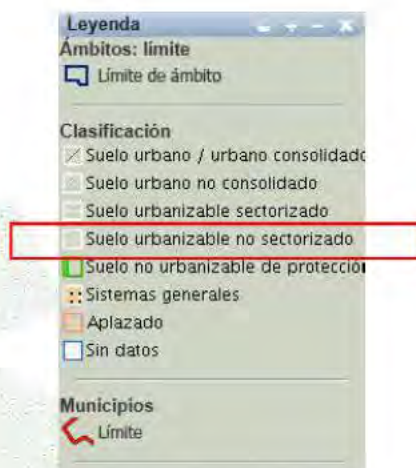 Leyenda
Ámbitos: límite
Límite de ámbito
Clasificación
Suelo urbano / urbano consolidado
Suelo urbano no consolidado
Suelo urbanizable sectorizado
Suelo urbanizable no sectorizado
Suelo no urbanizable de protección
Sistemas generales
Aplazado
Sin datos
Municipios
Límite